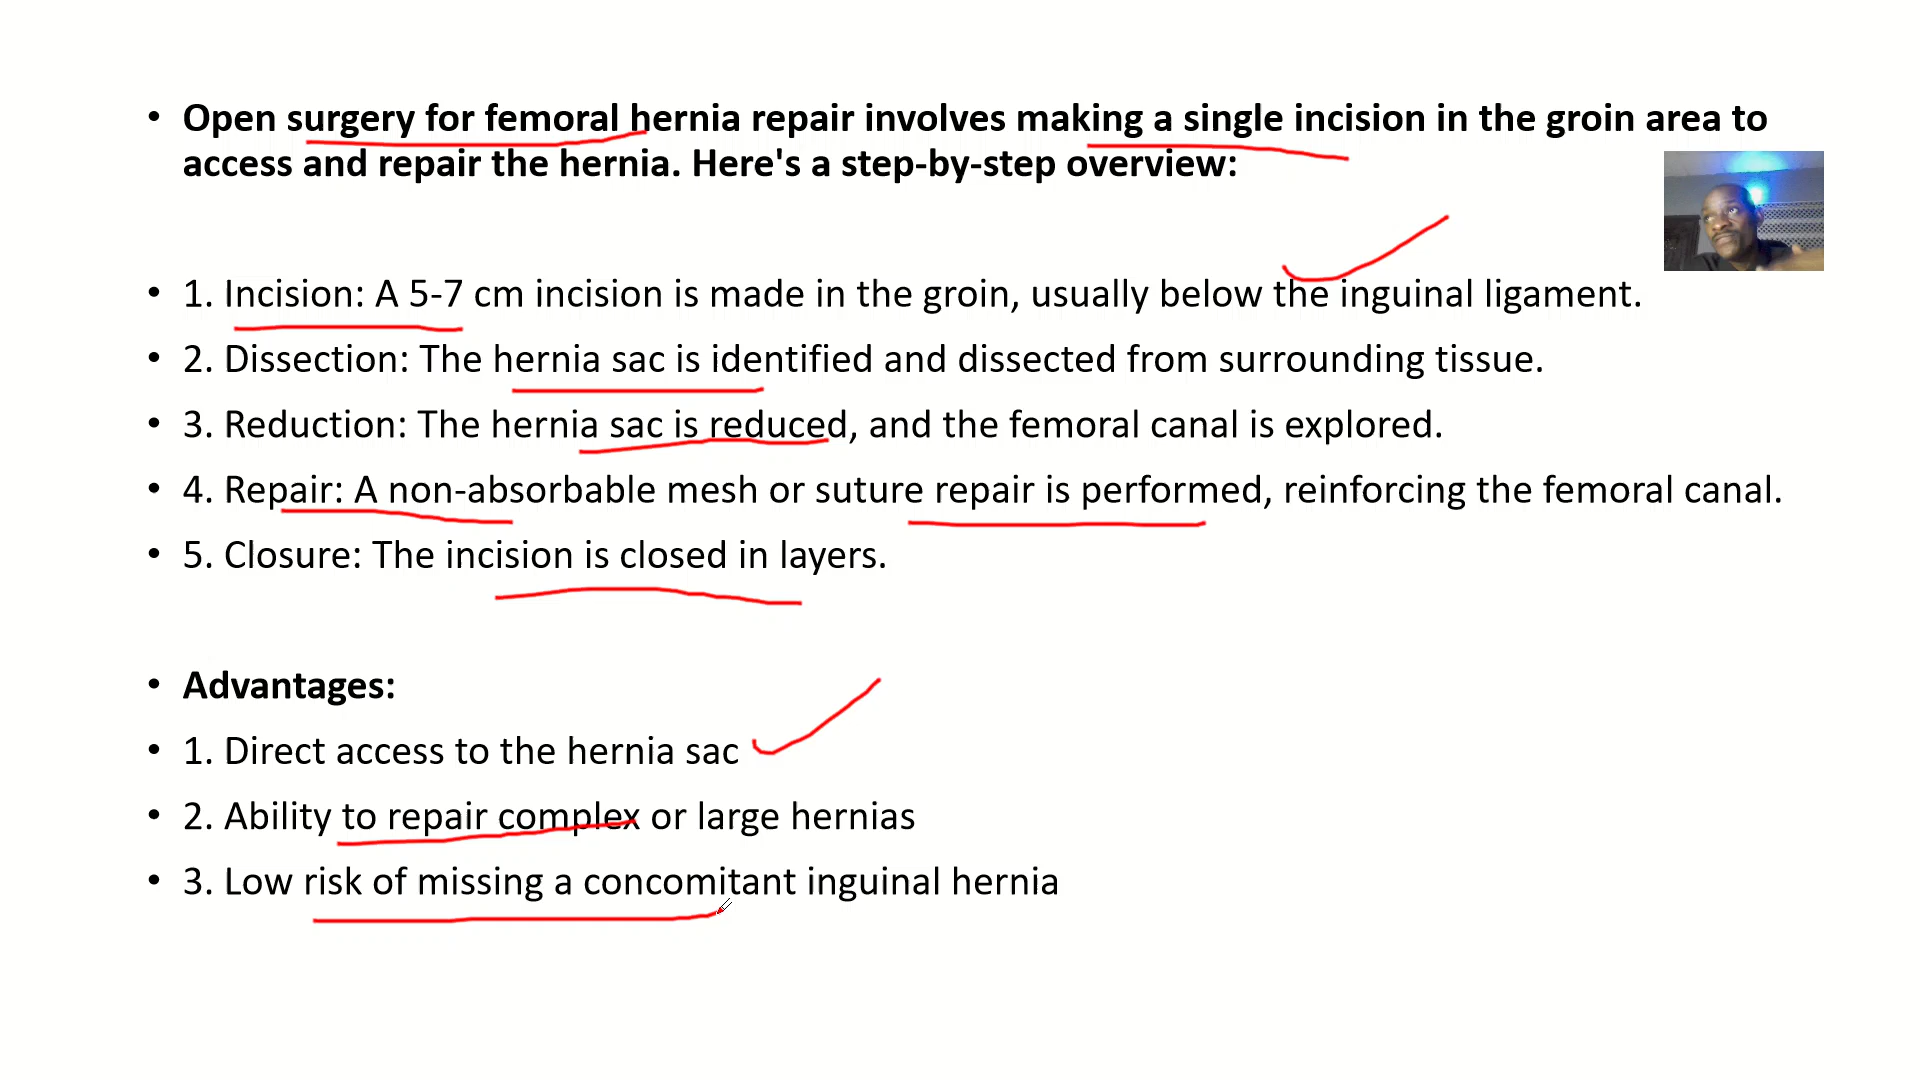 • Open surgery for femoral hernia repair involves making a single incision in the groin area to
access and repair the hernia. Here's a step-by-step overview:
• 1. Incision: A 5-7 cm incision is made in the groin, usually below the inguinal ligament.
• 2. Dissection: The hernia sac is identified and dissected from surrounding tissue.
• 3. Reduction: The hernia sac is reduced, and the femoral canal is explored.
• 4. Repair: A non-absorbable mesh or suture repair is performed, reinforcing the femoral canal.
• 5. Closure: The incision is closed in layers.
• Advantages:
• 1. Direct access to the hernia sac
• 2. Ability to repair complex or large hernias
• 3. Low risk of missing a concomitant inguinal hernia